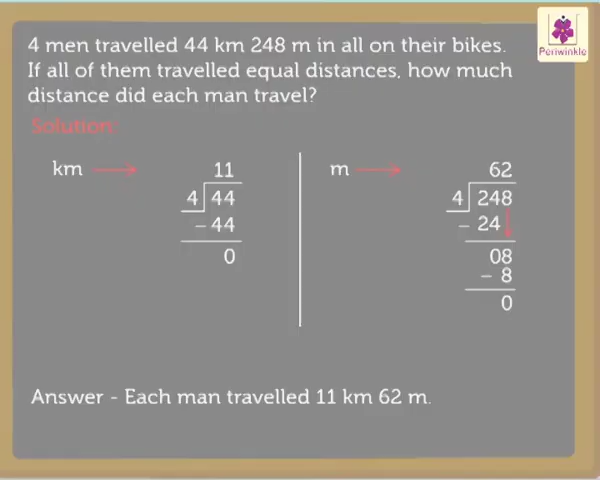 Periwinkle
4 men travelled 44 km 248 m in all on their bikes.
If all of them travelled equal distances, how much
distance did each man travel?
Solution:
km → 11
4 44
– 44
0
m → 62
4 248
– 24
08
– 8
0
Answer - Each man travelled 11 km 62 m.